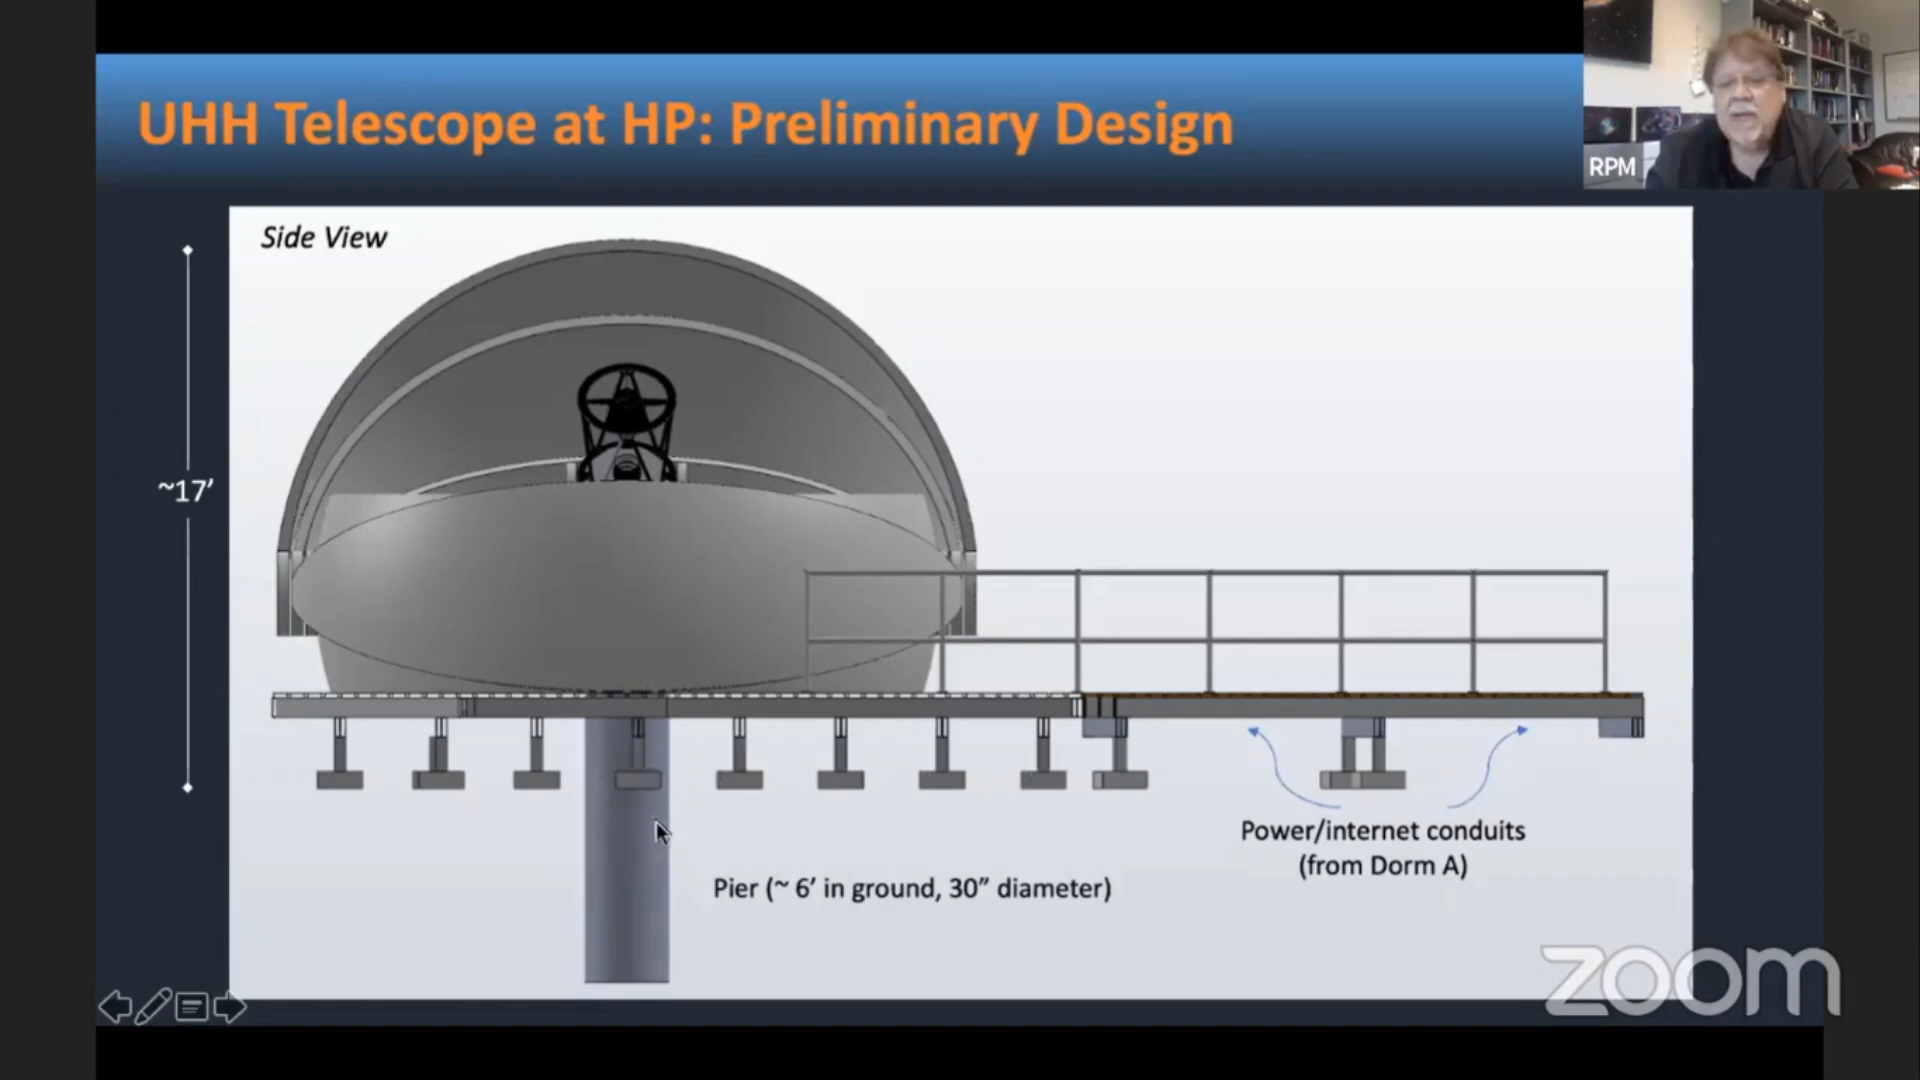 UHH Telescope at HP: Preliminary Design
RPM
Side View
~17’
Power/internet conduits
(from Dorm A)
Pier (~ 6’ in ground, 30” diameter)
zoom